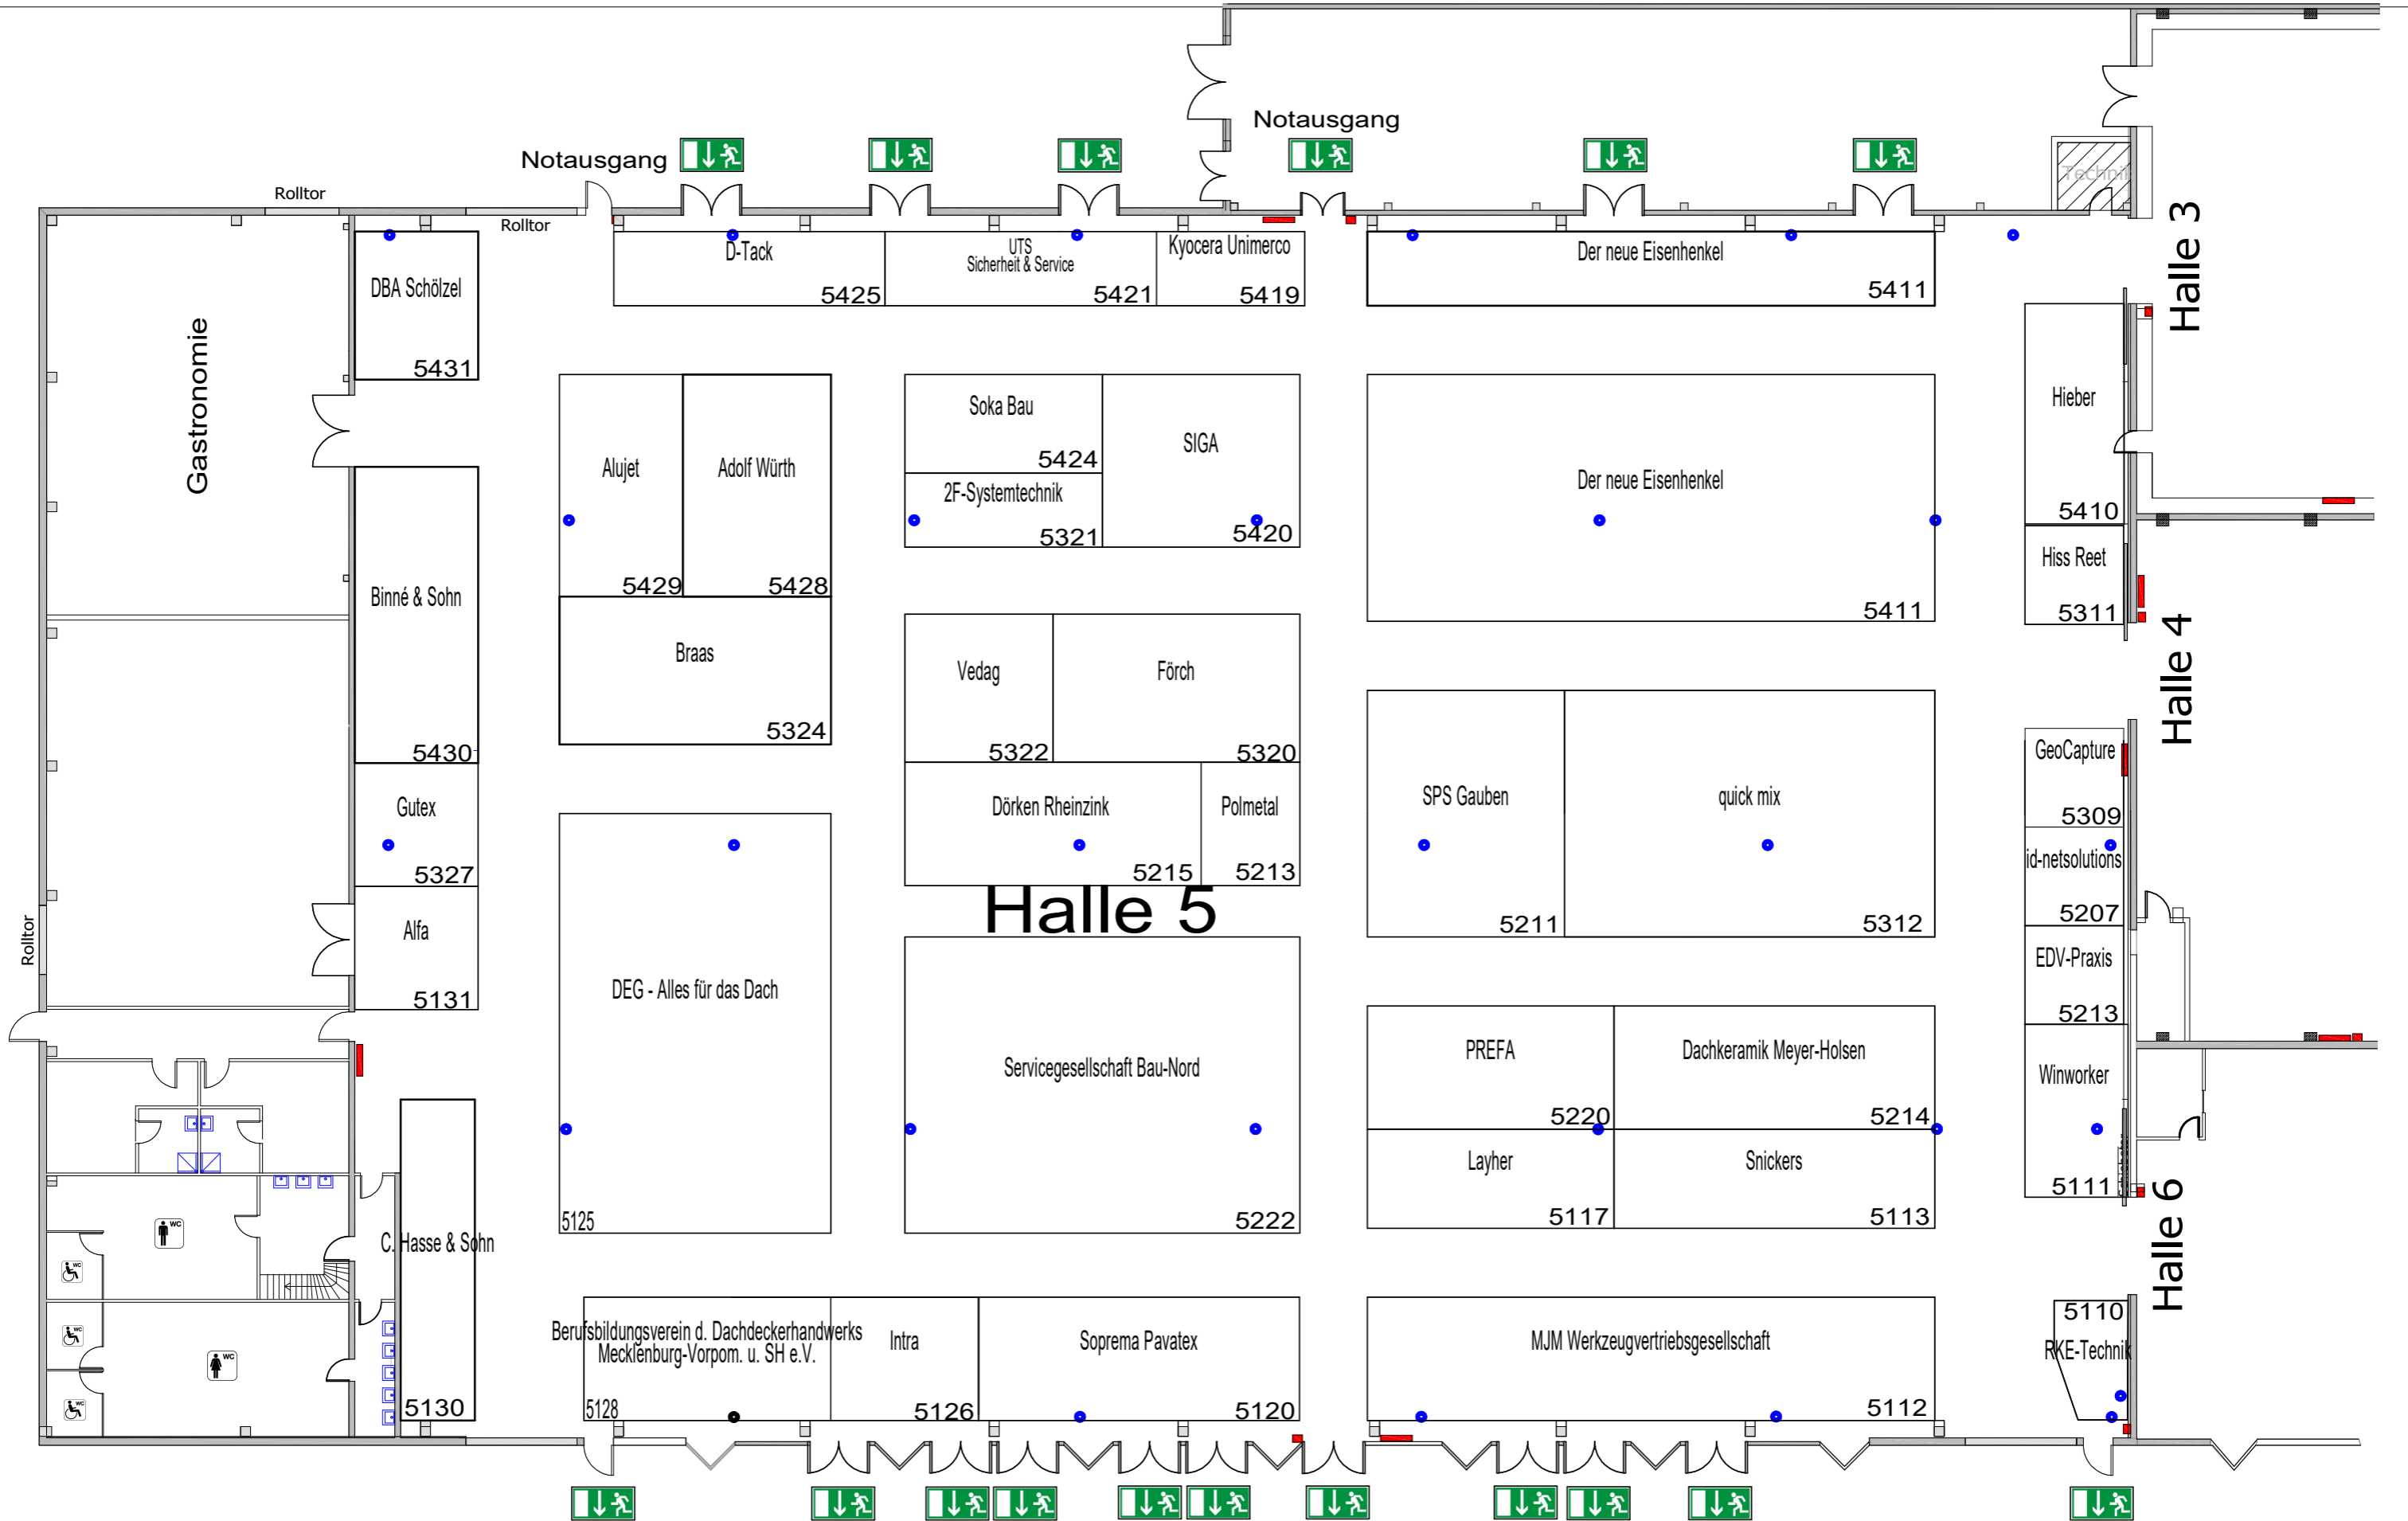 Notausgang
Notausgang
Technik
Rolltor
Rolltor
Halle 3
D-Tack
5425
UTS
Sicherheit & Service
5421
Kyocera Unimerco
5419
Der neue Eisenhenkel
5411
DBA Schölzel
5431
Gastronomie
Alujet
5429
Adolf Würth
5428
Soka Bau
5424
SIGA
5420
2F-Systemtechnik
5321
Der neue Eisenhenkel
5411
Hieber
5410
Hiss Reet
5311
Halle 4
Binné & Sohn
5430
Braas
5324
Vedag
5322
Förch
5320
Gutex
5327
Dörken Rheinzink
5215
Polmetal
5213
SPS Gauben
5211
quick mix
5312
GeoCapture
5309
id-netsolutions
5207
Halle 5
Rolltor
Alfa
5131
DEG - Alles für das Dach
5125
Servicegesellschaft Bau-Nord
5222
EDV-Praxis
5213
PREFA
5220
Dachkeramik Meyer-Holsen
5214
Winworker
5111
Layher
5117
Snickers
5113
Halle 6
WC
WC
WC
WC
WC
C. Hasse & Sohn
5130
Berufsbildungsverein d. Dachdeckerhandwerks
Mecklenburg-Vorpom. u. SH e.V.
5128
Intra
5126
Soprema Pavatex
5120
MJM Werkzeugvertriebsgesellschaft
5112
5110
RKE-Technik